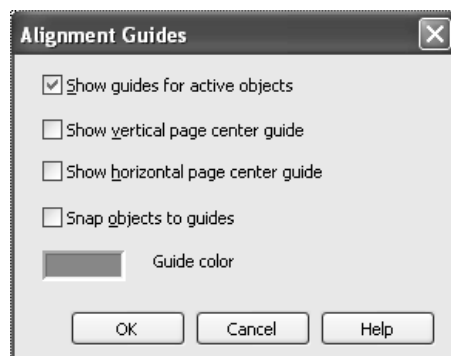 Alignment Guides
Show guides for active objects
Show vertical page center guide
Show horizontal page center guide
Snap objects to guides
Guide color
OK Cancel Help